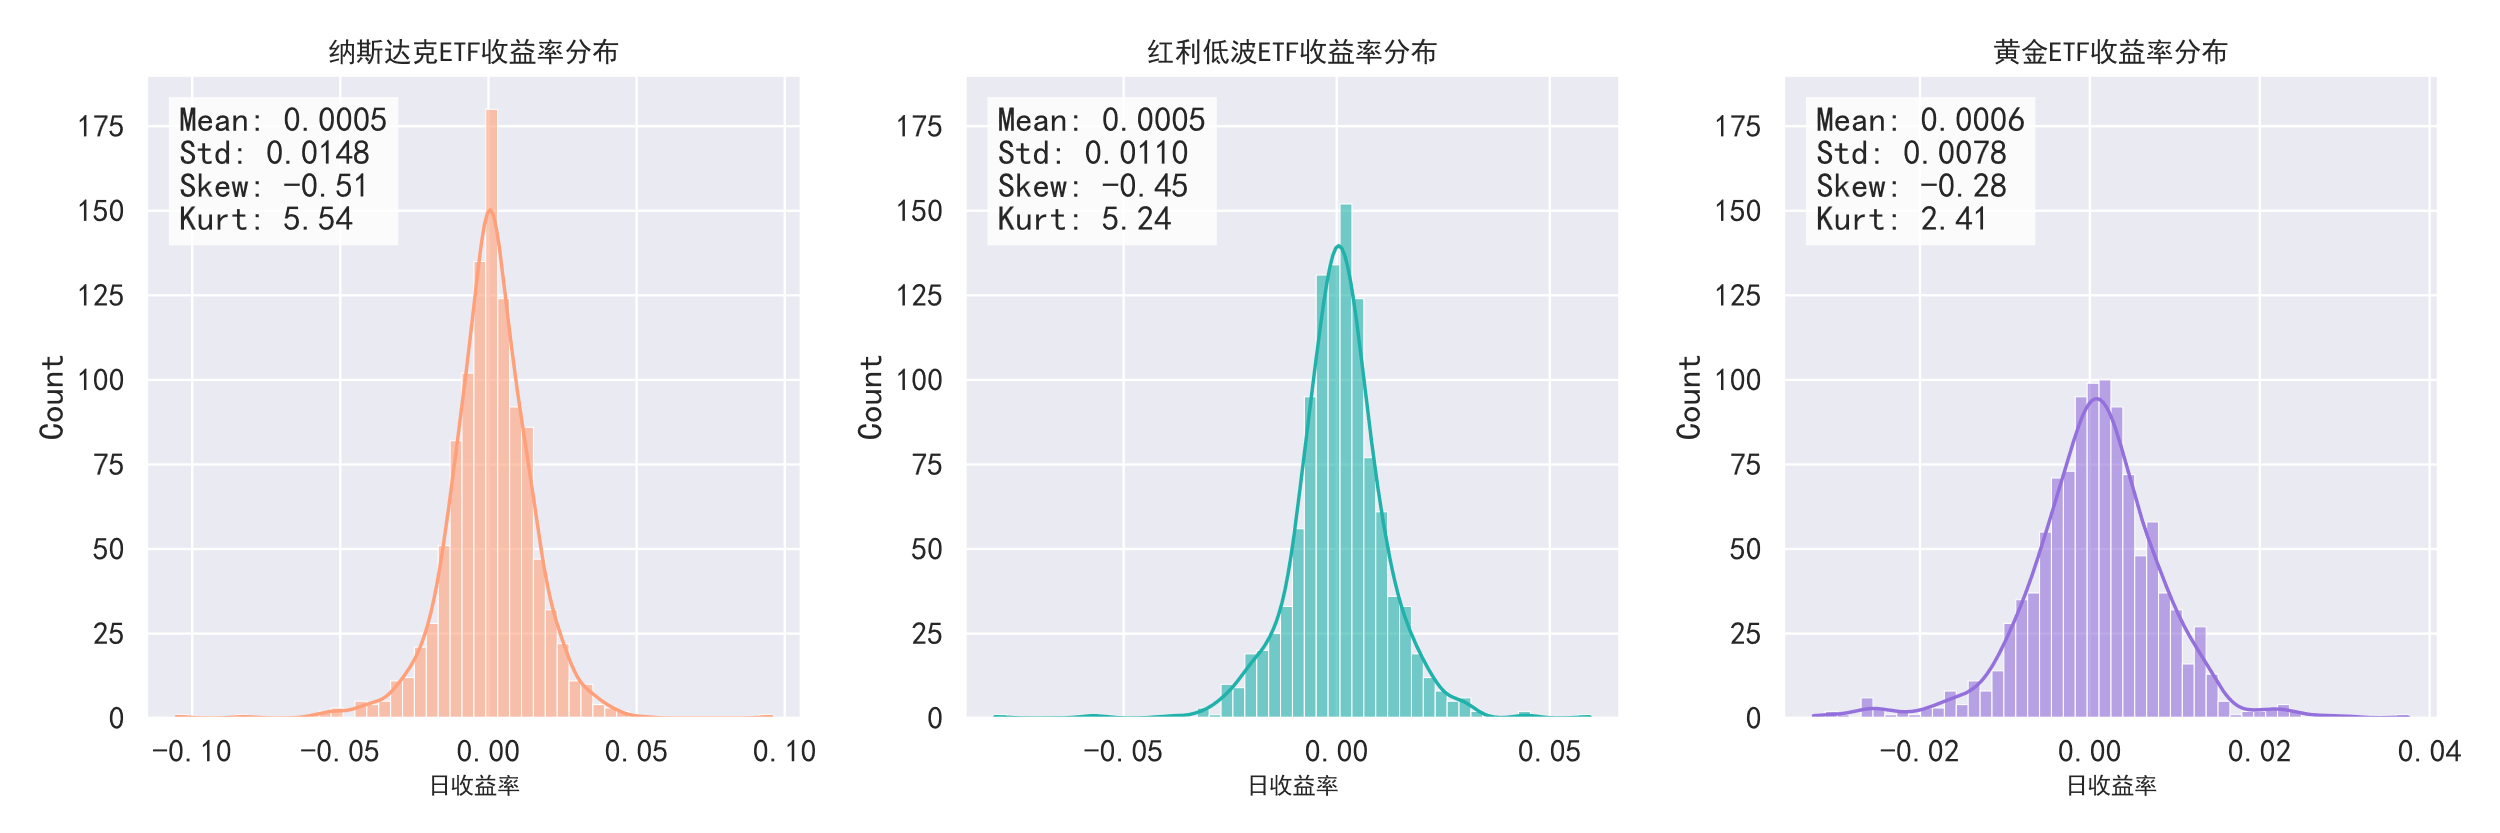 纳斯达克ETF收益率分布
Mean: 0.0005
Std: 0.0148
Skew: -0.51
Kurt: 5.54
175
150
125
100
75
50
25
0
Count
-0.10
-0.05
0.00
0.05
0.10
日收益率
红利低波ETF收益率分布
Mean: 0.0005
Std: 0.0110
Skew: -0.45
Kurt: 5.24
175
150
125
100
75
50
25
0
Count
-0.05
0.00
0.05
日收益率
黄金ETF收益率分布
Mean: 0.0006
Std: 0.0078
Skew: -0.28
Kurt: 2.41
175
150
125
100
75
50
25
0
Count
-0.02
0.00
0.02
0.04
日收益率